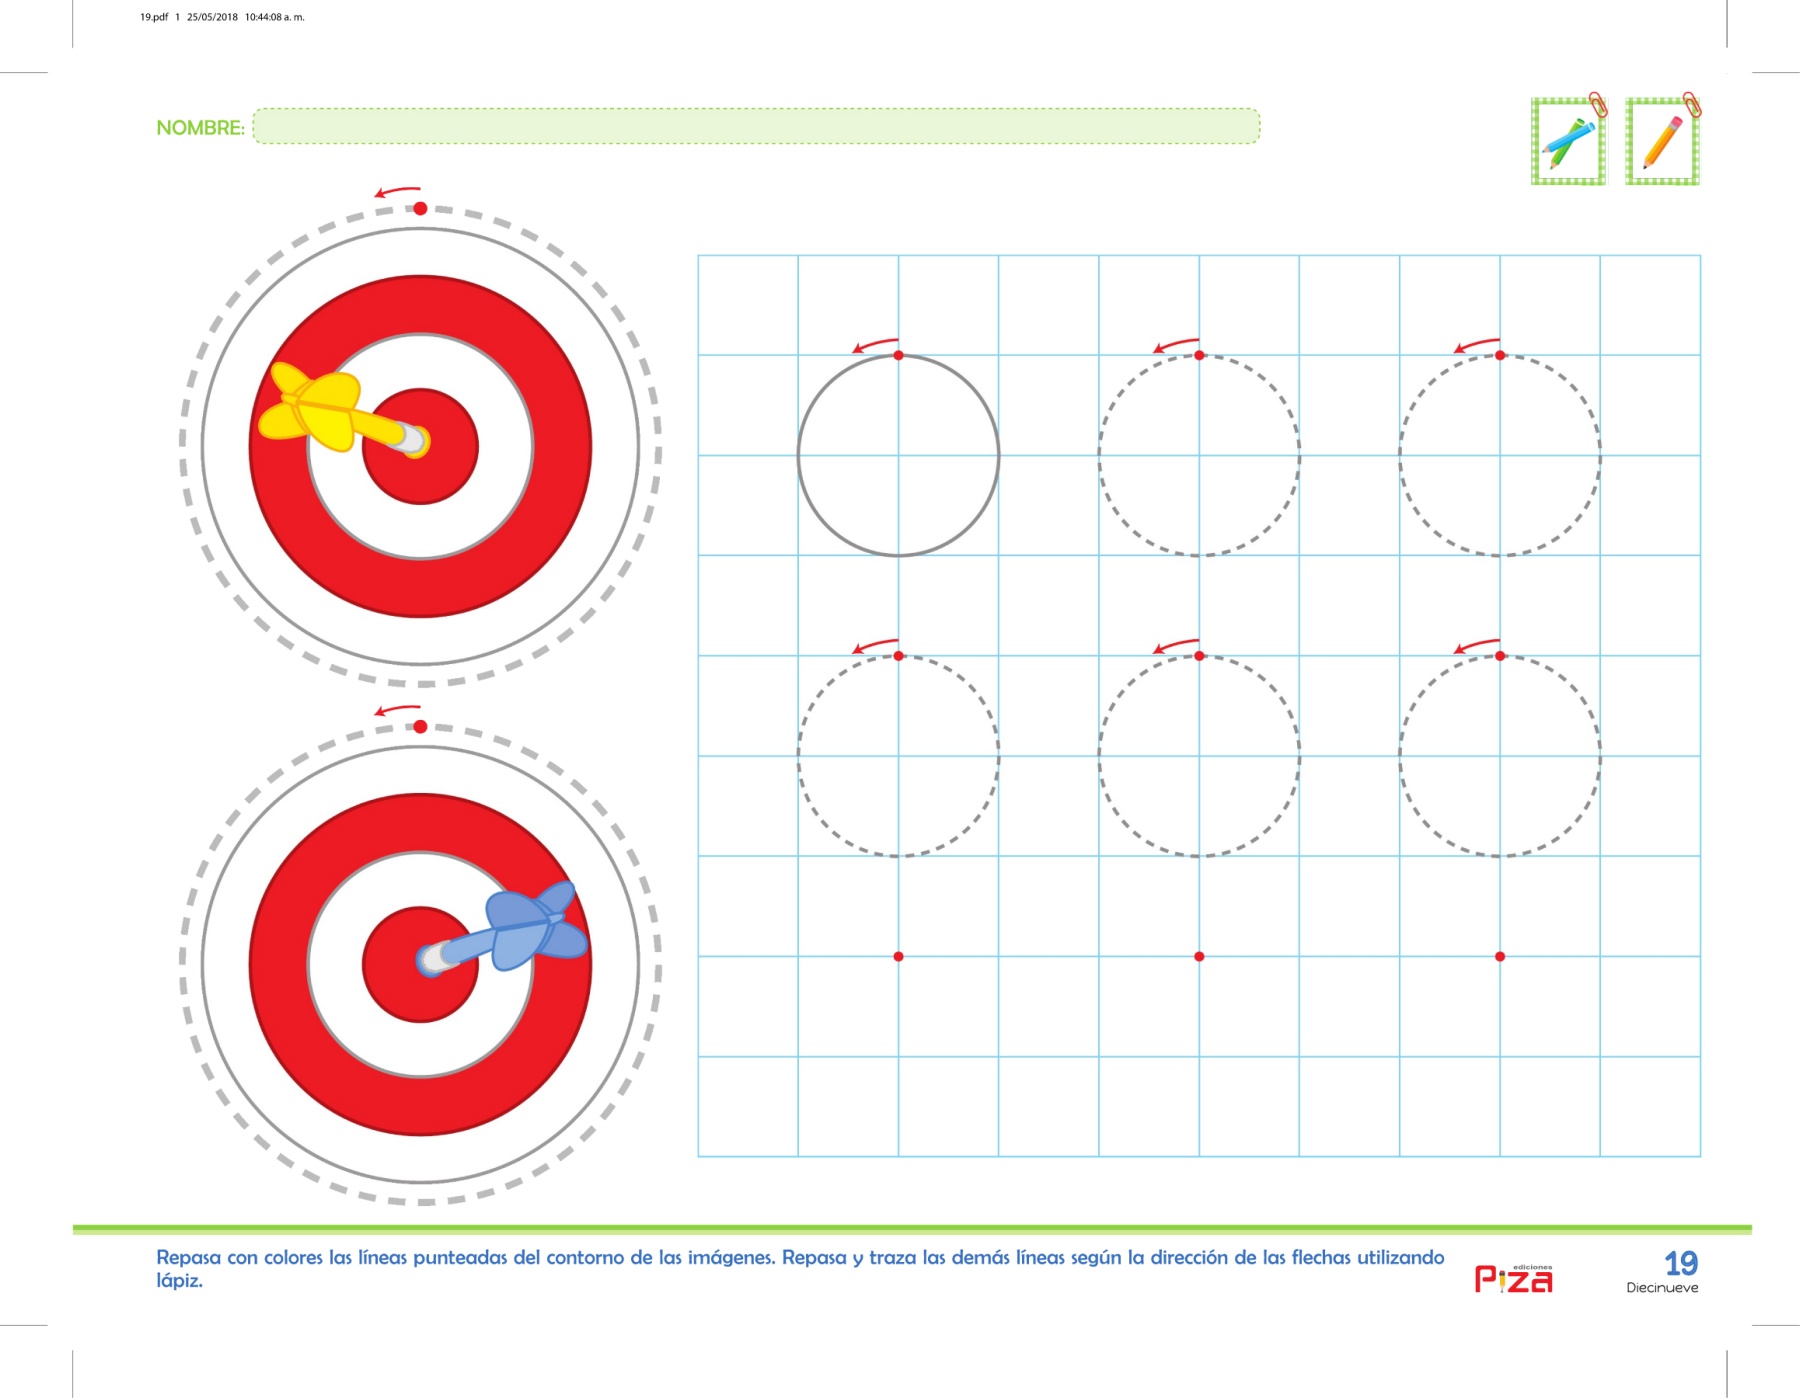 19.pdf 1 25/05/2018 10:44:08 a. m.
NOMBRE:
Repasa con colores las líneas punteadas del contorno de las imágenes. Repasa y traza las demás líneas según la dirección de las flechas utilizando
lápiz.
ediciones
Piza
19
Diecinueve